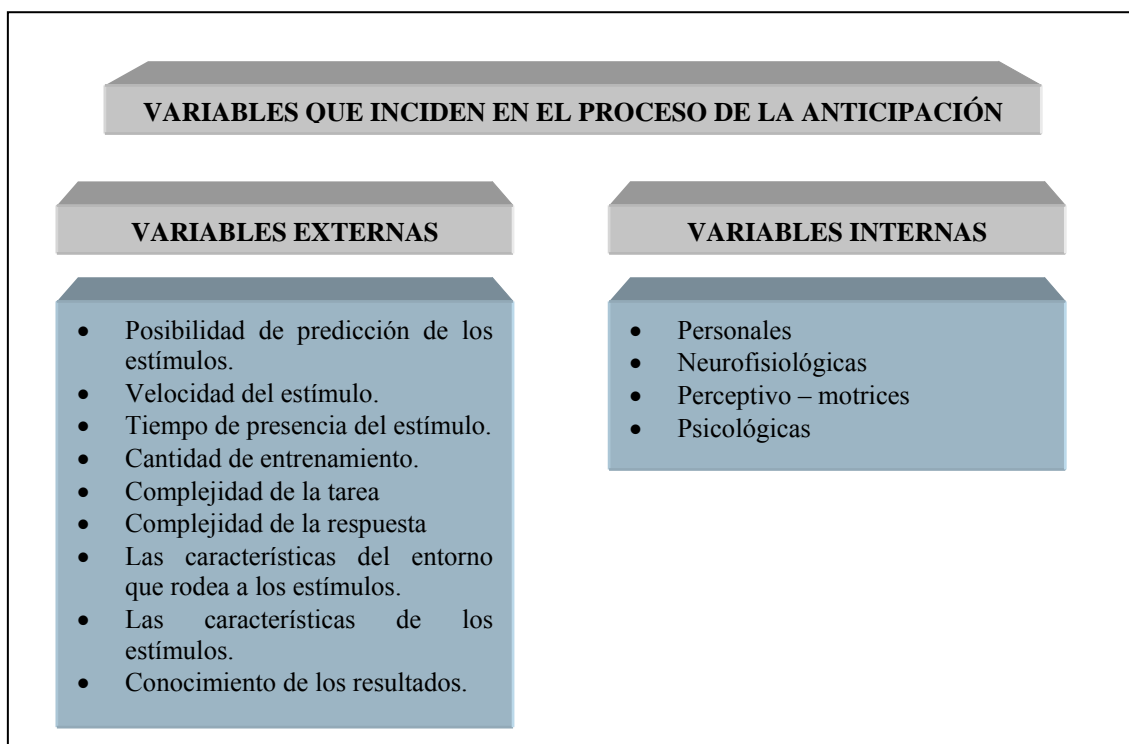 VARIABLES QUE INCIDEN EN EL PROCESO DE LA ANTICIPACIÓN
VARIABLES EXTERNAS
• Posibilidad de predicción de los
estímulos.
• Velocidad del estímulo.
• Tiempo de presencia del estímulo.
• Cantidad de entrenamiento.
• Complejidad de la tarea
• Complejidad de la respuesta
• Las características del entorno
que rodea a los estímulos.
• Las características de los
estímulos.
• Conocimiento de los resultados.
VARIABLES INTERNAS
• Personales
• Neurofisiológicas
• Perceptivo – motrices
• Psicológicas